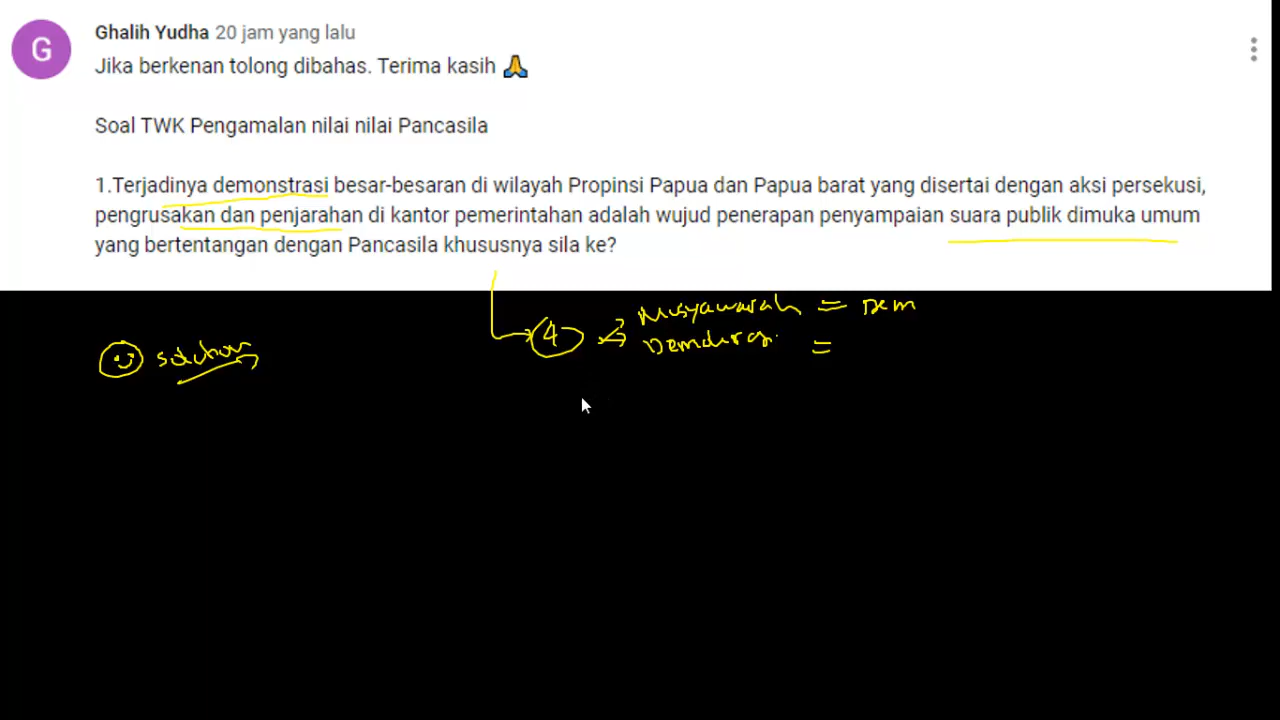 G
Ghalih Yudha 20 jam yang lalu
Jika berkenan tolong dibahas. Terima kasih 🙏
Soal TWK Pengamalan nilai nilai Pancasila
1.Terjadinya demonstrasi besar-besaran di wilayah Propinsi Papua dan Papua barat yang disertai dengan aksi persekusi,
pengrusakan dan penjarahan di kantor pemerintahan adalah wujud penerapan penyampaian suara publik dimuka umum
yang bertentangan dengan Pancasila khususnya sila ke?
4
Musyawarah = Dem
=